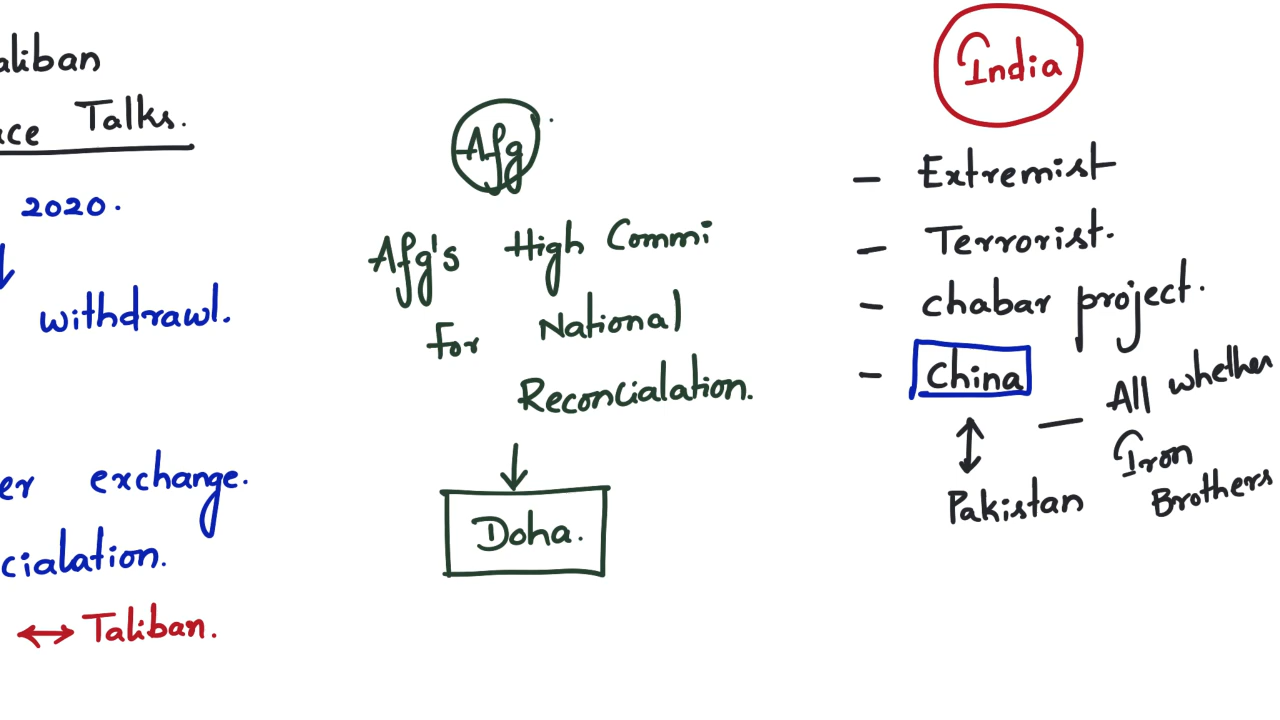 aliban
ce Talks.
2020.
withdrawl.
er exchange.
cialation.
↔ Taliban.
Afg
Afg's High Commi
For National
Reconcialation.
Doha.
India
- Extremist
- Terrorist.
- chabar project.
- China
Pakistan
— All whether
Iron
Brothers